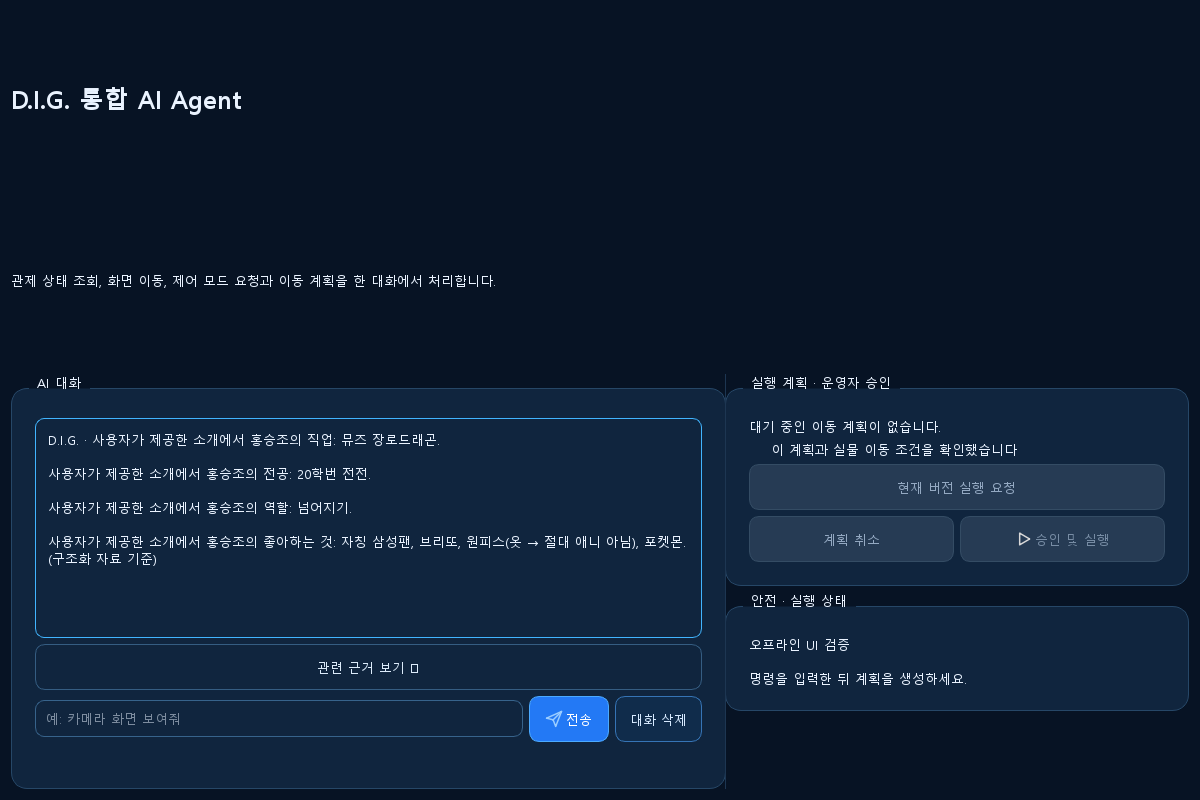 D.I.G. 통합 AI Agent
관제 상태 조회, 화면 이동, 제어 모드 요청과 이동 계획을 한 대화에서 처리합니다.
AI 대화
D.I.G. · 사용자가 제공한 소개에서 홍승조의 직업: 뮤즈 장로드래곤.
사용자가 제공한 소개에서 홍승조의 전공: 20학번 전전.
사용자가 제공한 소개에서 홍승조의 역할: 넘어지기.
사용자가 제공한 소개에서 홍승조의 좋아하는 것: 자칭 삼성팬, 브리또, 원피스(옷 → 절대 애니 아님), 포켓몬.
(구조화 자료 기준)
관련 근거 보기
예: 카메라 화면 보여줘
전송
대화 삭제
실행 계획 · 운영자 승인
대기 중인 이동 계획이 없습니다.
이 계획과 실물 이동 조건을 확인했습니다
현재 버전 실행 요청
계획 취소
승인 및 실행
안전 · 실행 상태
오프라인 UI 검증
명령을 입력한 뒤 계획을 생성하세요.